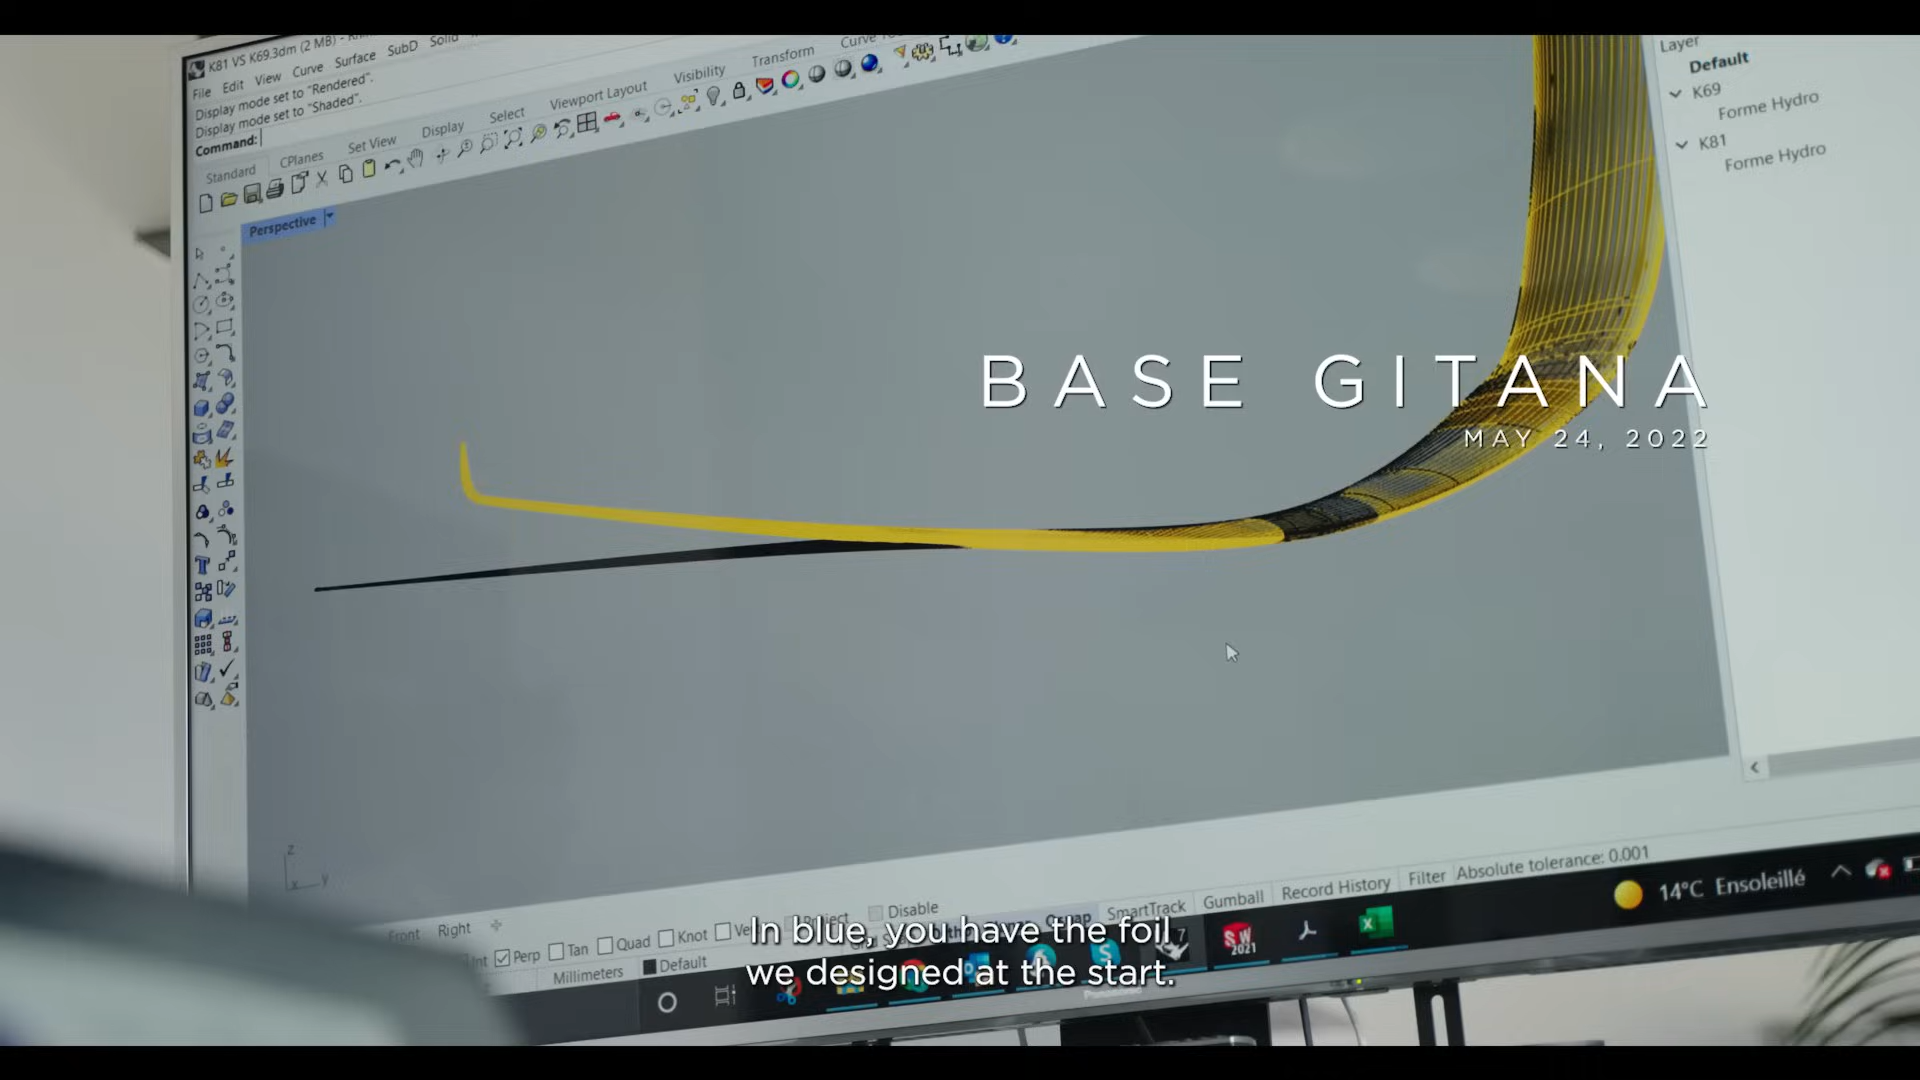 K81 VS K69.3dm (2 MB) -
File Edit View Curve Surface SubD Solid
Display mode set to "Rendered".
Display mode set to "Shaded".
Command:
Standard CPlanes Set View Display Select Viewport Layout Visibility Transform
Perspective
Layer
Default
K69
Forme Hydro
K81
Forme Hydro
BASE GITANA
MAY 24, 2022
z
x y
Right
Perp Tan Quad Knot Project Disable
SmartTrack Gumball Record History Filter Absolute tolerance: 0.001
Millimeters Default
14°C Ensoleillé
SW
2021
In blue, you have the foil
we designed at the start.